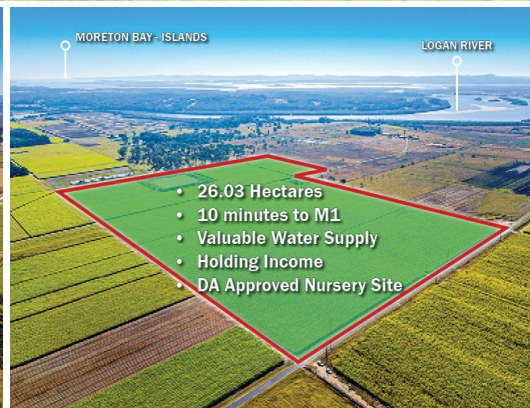 MORETON BAY - ISLANDS
LOGAN RIVER
• 26.03 Hectares
• 10 minutes to M1
• Valuable Water Supply
• Holding Income
• DA Approved Nursery Site